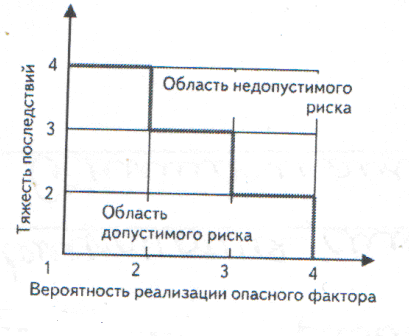 4
Область недопустимого
риска
3
2
Область
допустимого риска
1
2
3
4
Тяжесть последствий
Вероятность реализации опасного фактора